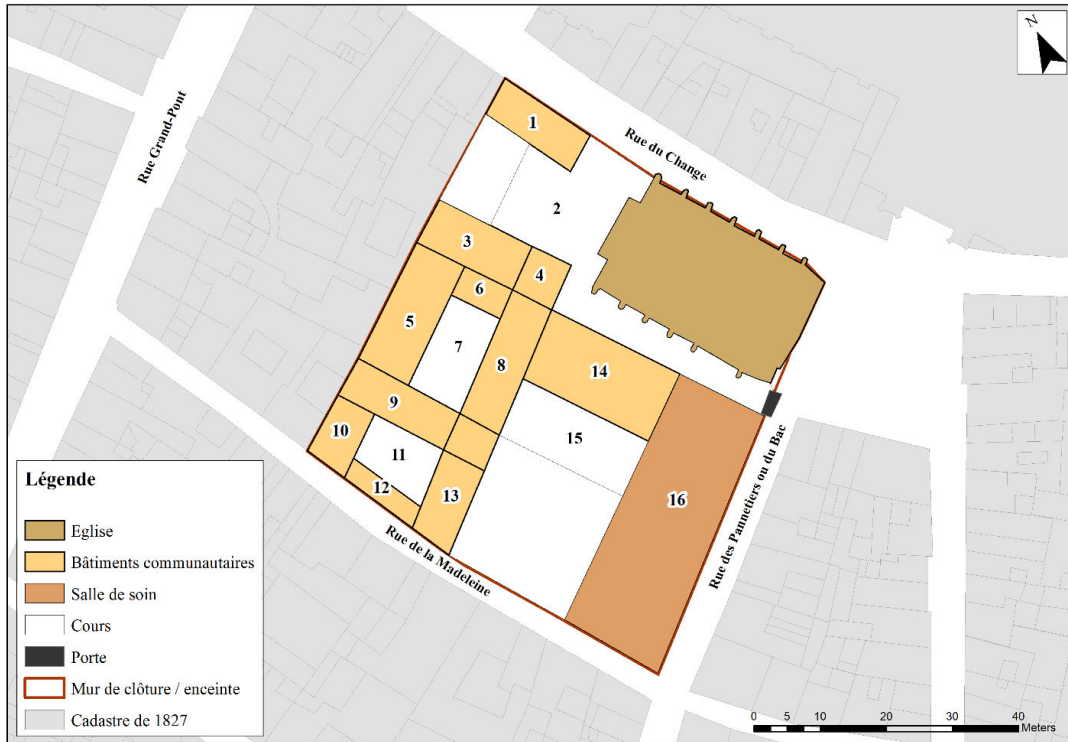 N
Rue du Change
Rue Grand-Pont
1
2
3
4
6
5
7
8
14
9
10
11
15
12
13
16
Rue des Pannetiers ou du Bac
Rue de la Madeleine
Légende
Eglise
Bâtiments communautaires
Salle de soin
Cours
Porte
Mur de clôture / enceinte
Cadastre de 1827
0 5 10 20 30 40
Meters